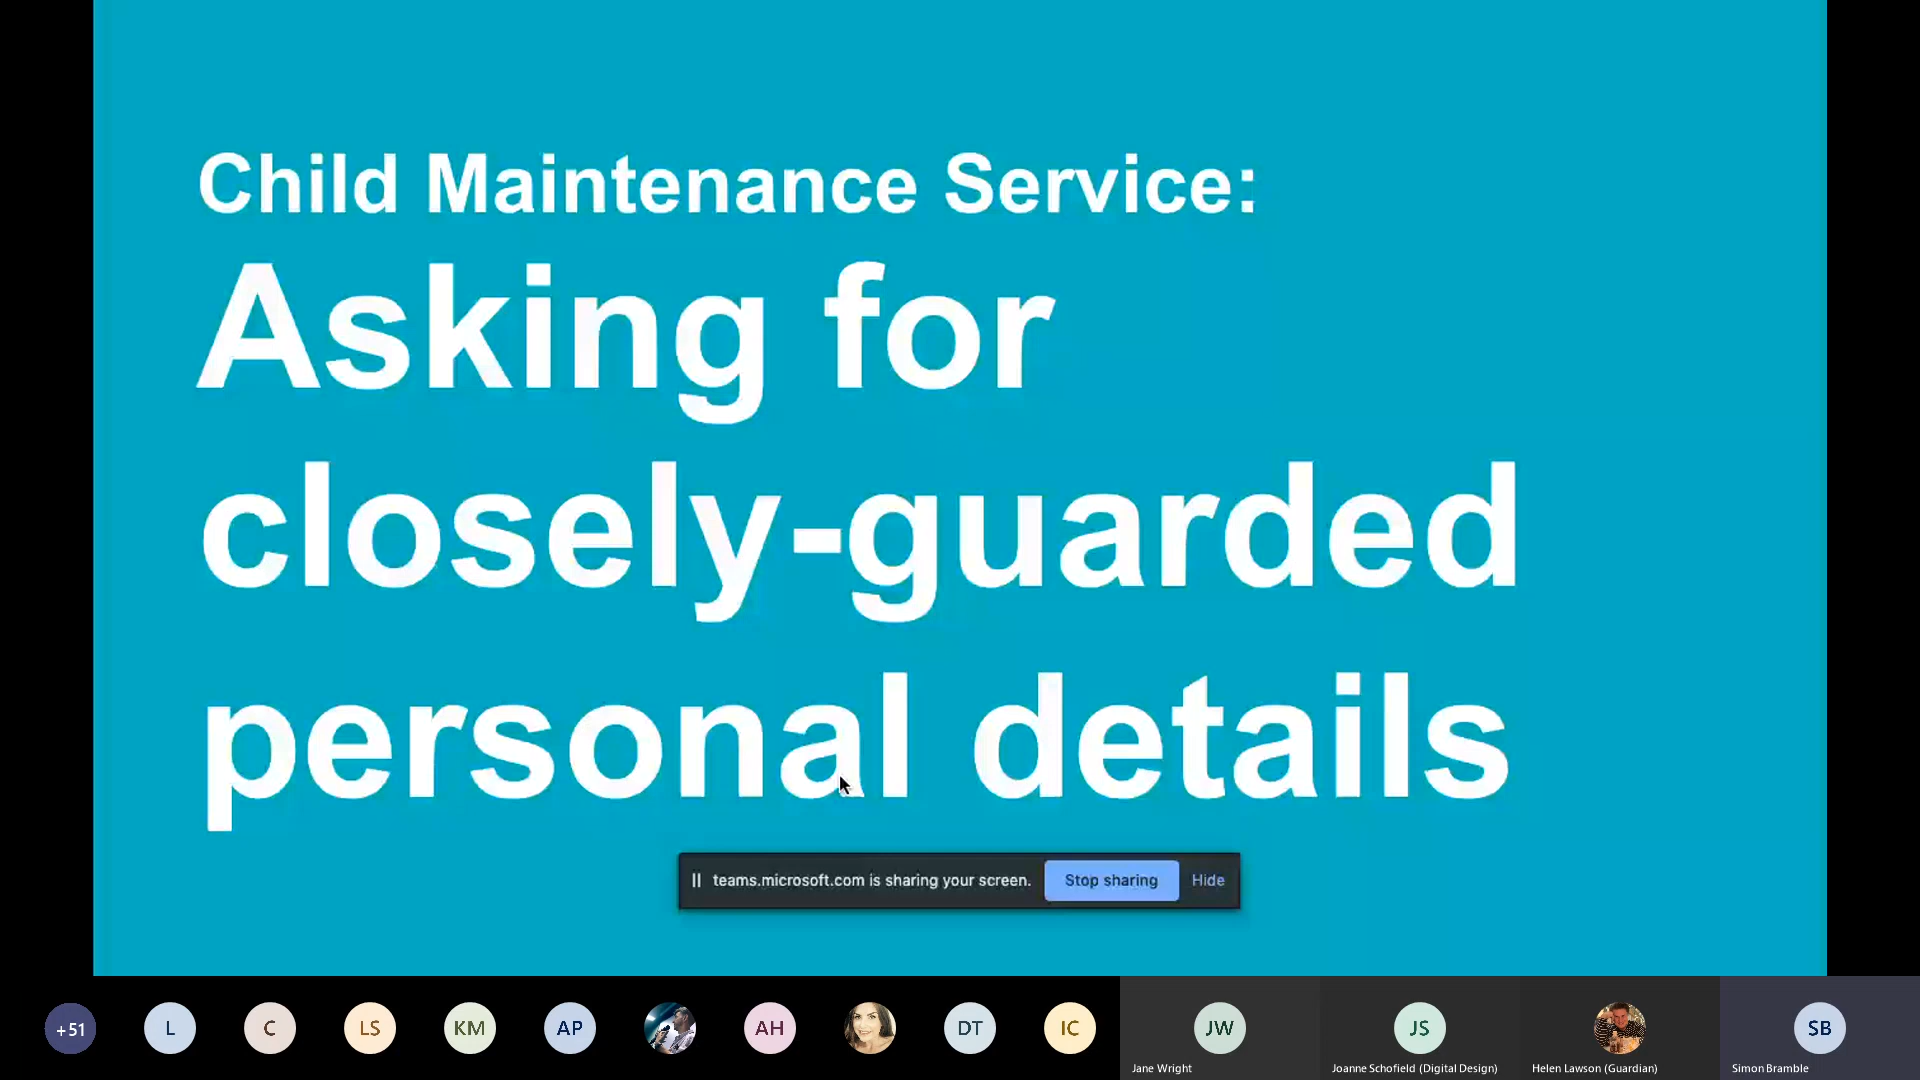 Child Maintenance Service:
Asking for
closely-guarded
personal details
teams.microsoft.com is sharing your screen. Stop sharing Hide
+51 L C LS KM AP AH DT IC JW JS SB
Jane Wright Joanne Schofield (Digital Design) Helen Lawson (Guardian) Simon Bramble